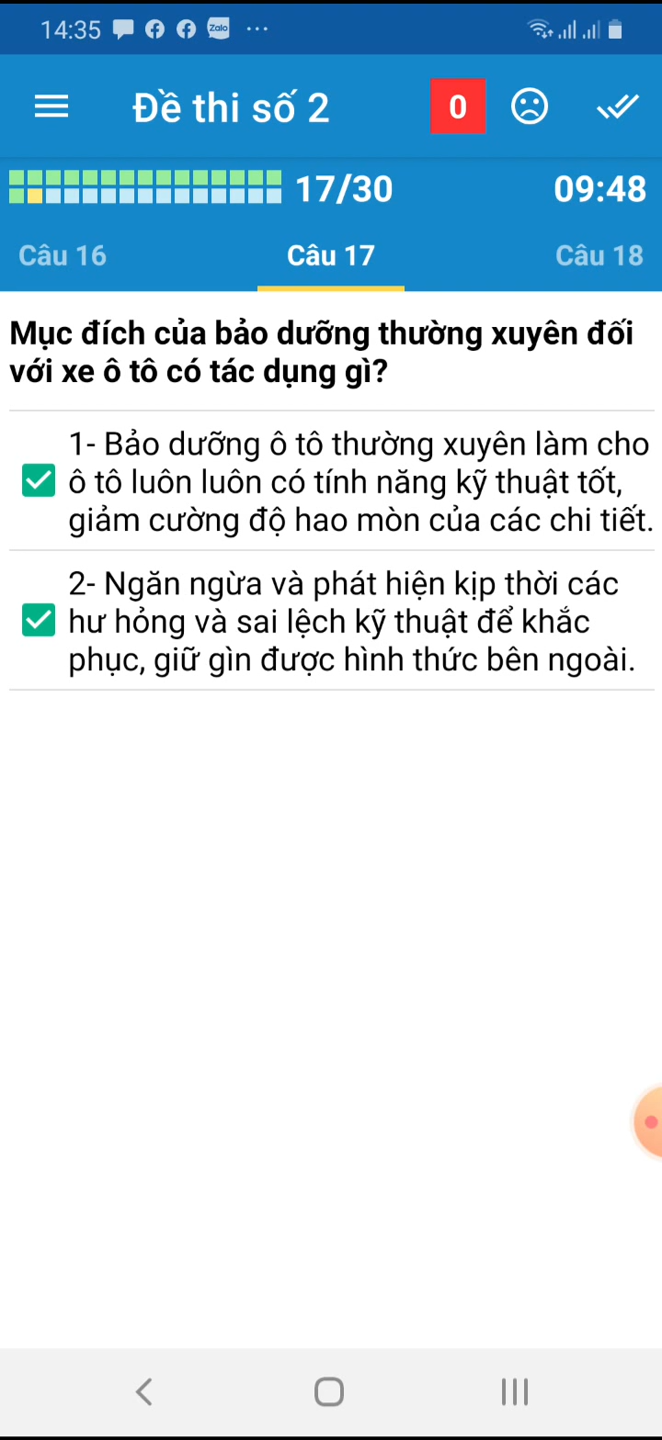 14:35 Zalo ...
Đề thi số 2 0
17/30 09:48
Câu 16 Câu 17 Câu 18
Mục đích của bảo dưỡng thường xuyên đối
với xe ô tô có tác dụng gì?
1- Bảo dưỡng ô tô thường xuyên làm cho
ô tô luôn luôn có tính năng kỹ thuật tốt,
giảm cường độ hao mòn của các chi tiết.
2- Ngăn ngừa và phát hiện kịp thời các
hư hỏng và sai lệch kỹ thuật để khắc
phục, giữ gìn được hình thức bên ngoài.